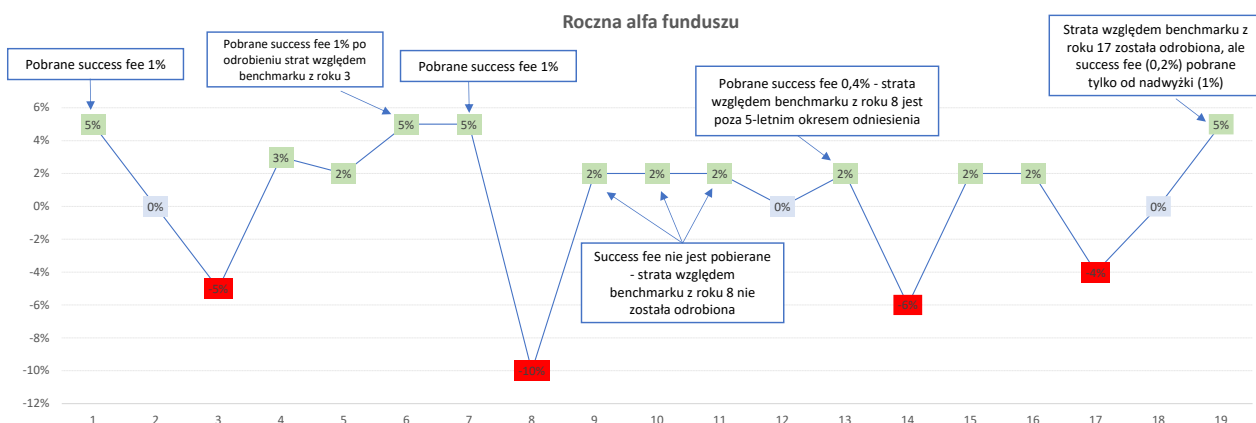 Roczna alfa funduszu
Pobrane success fee 1%
Pobrane success fee 1% po
odrobieniu strat względem
benchmarku z roku 3
Pobrane success fee 1%
Pobrane success fee 0,4% - strata
względem benchmarku z roku 8 jest
poza 5-letnim okresem odniesienia
Strata względem benchmarku z
roku 17 została odrobiona, ale
success fee (0,2%) pobrane
tylko od nadwyżki (1%)
Success fee nie jest pobierane
- strata względem
benchmarku z roku 8 nie
została odrobiona
6%
4%
2%
0%
-2%
-4%
-6%
-8%
-10%
-12%
5%
0%
-5%
3%
2%
5%
5%
-10%
2%
2%
2%
0%
2%
-6%
2%
2%
-4%
0%
5%
1 2 3 4 5 6 7 8 9 10 11 12 13 14 15 16 17 18 19